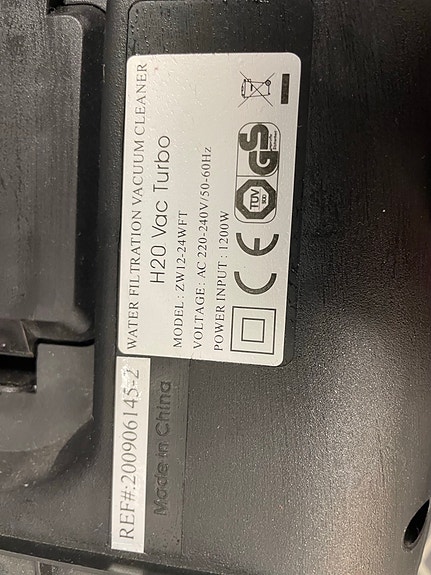 WATER FILTRATION VACUUM CLEANER
H20 Vac Turbo
MODEL : ZW12-24WFT
VOLTAGE : AC 220-240V/50-60Hz
POWER INPUT : 1200W
CE
TÜV
GS
REF#:200906145-2
Made in China